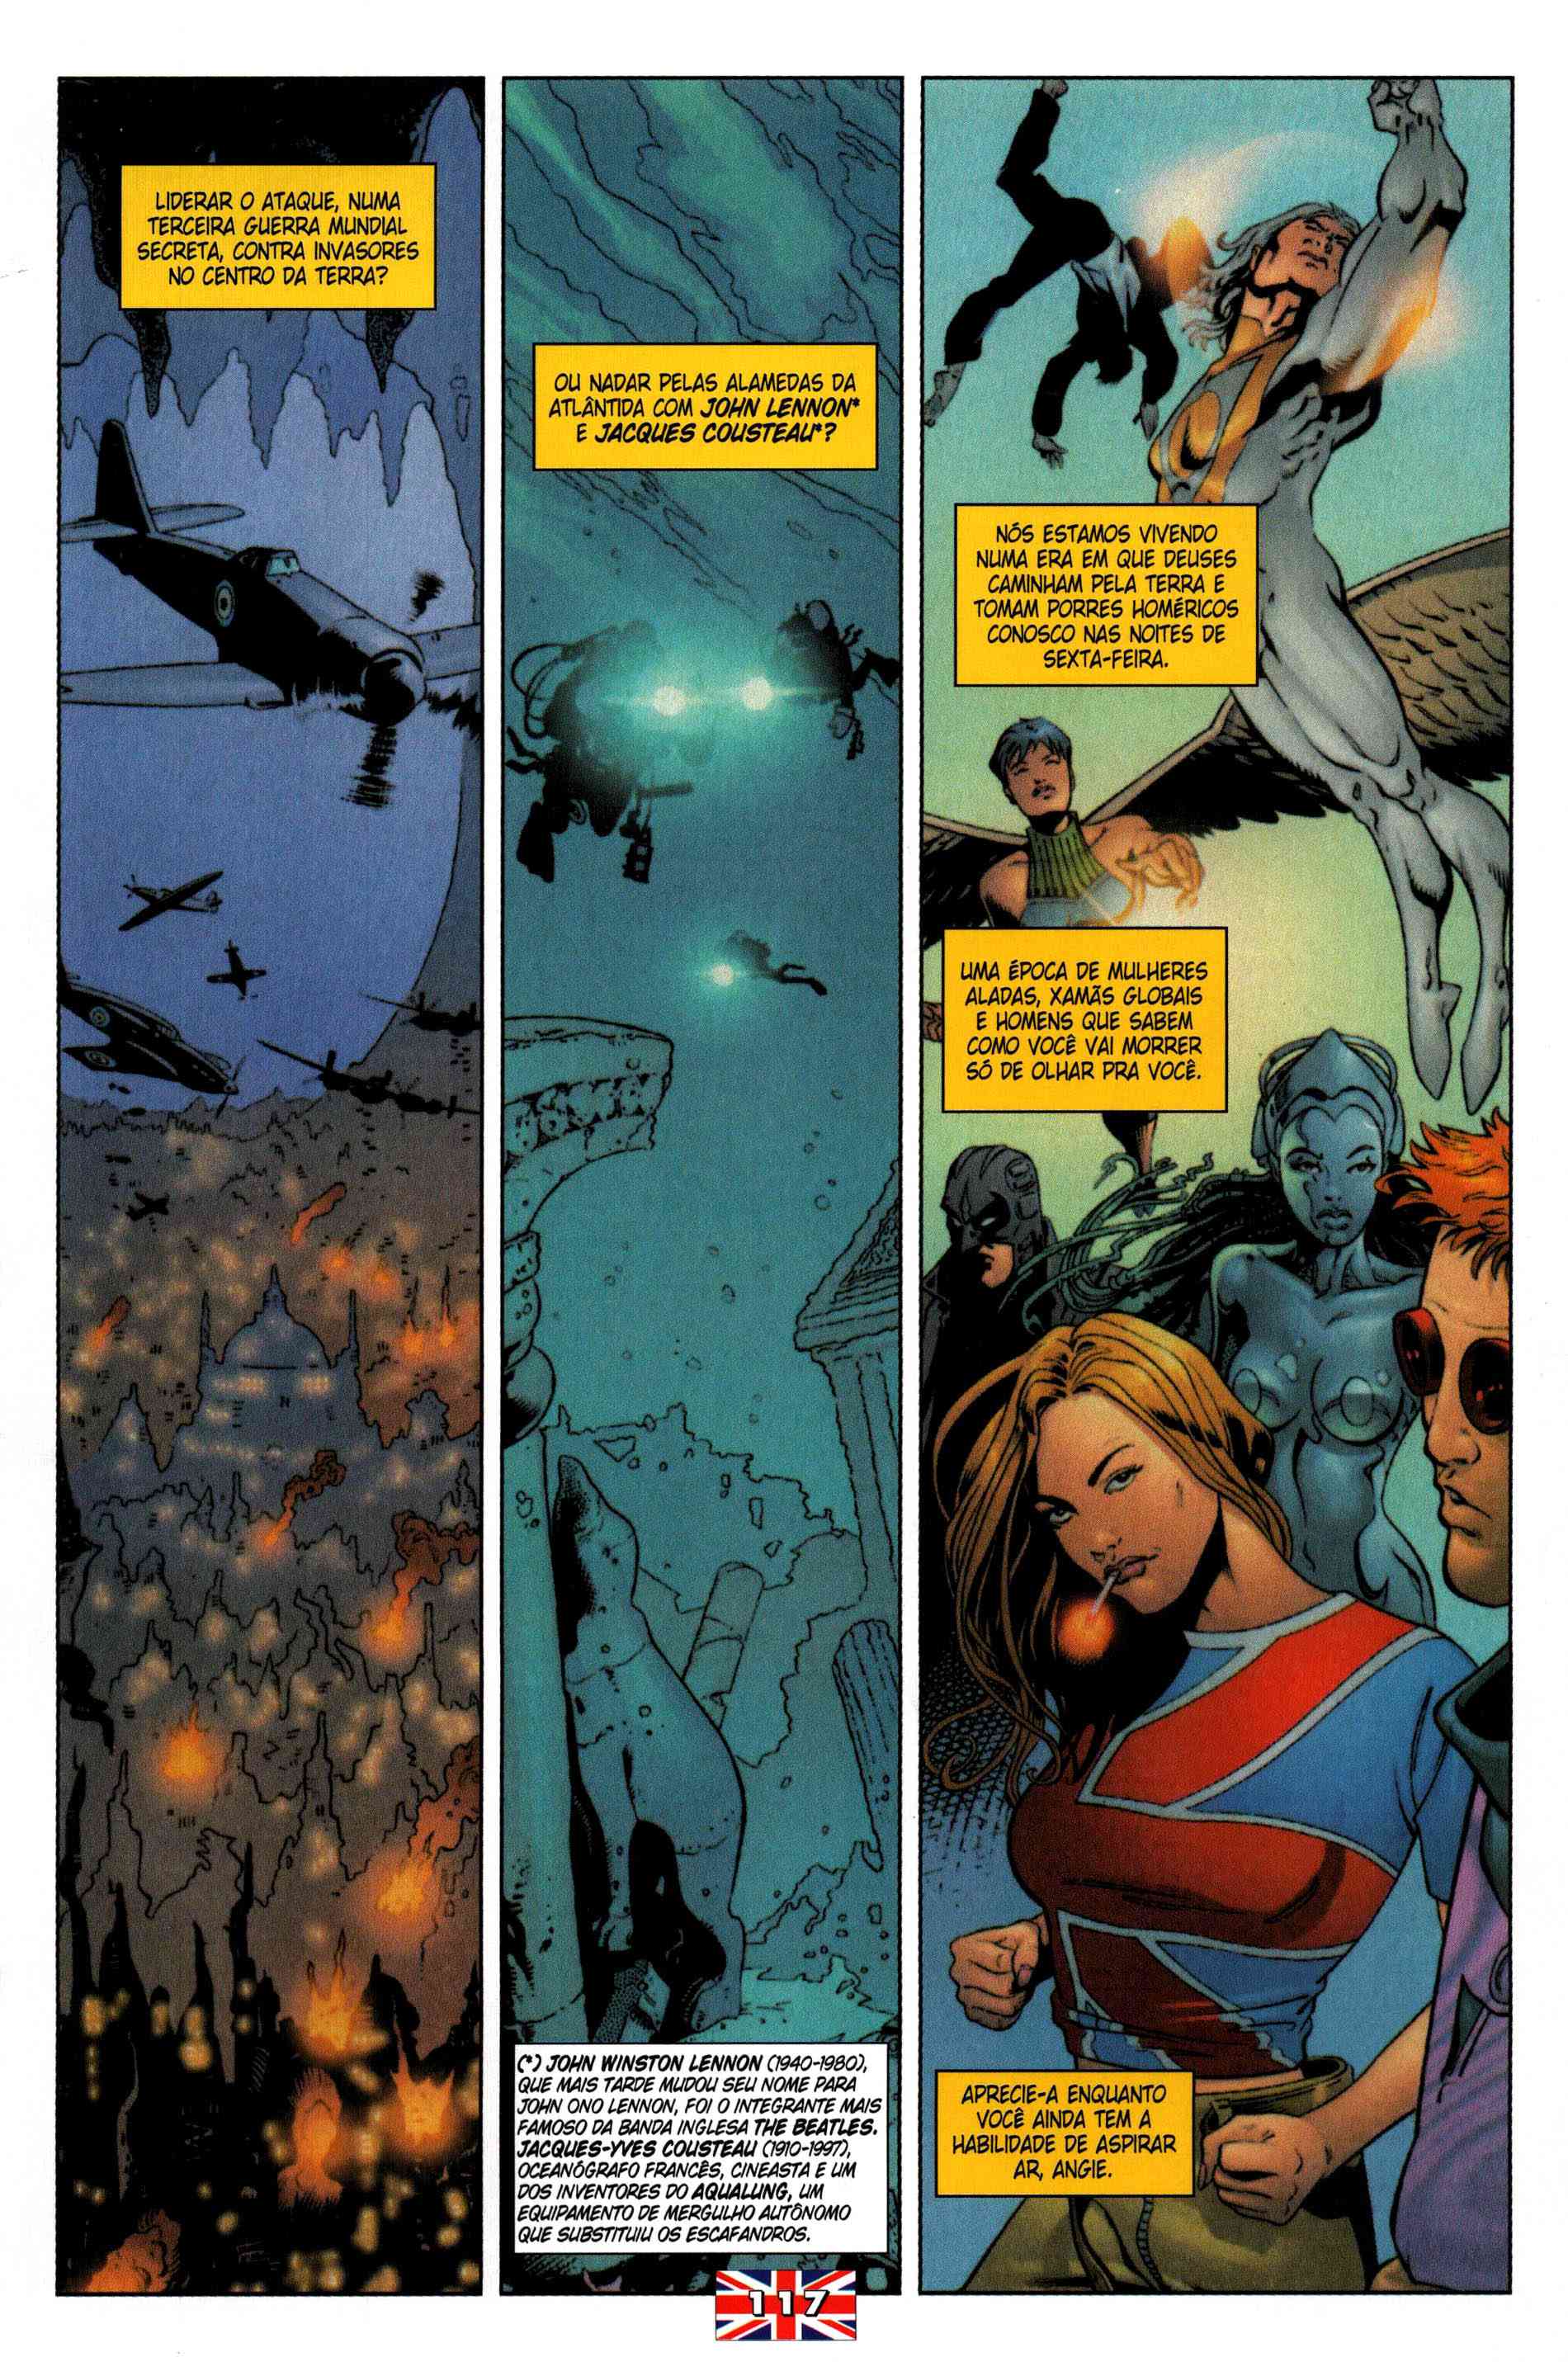 LIDERAR O ATAQUE, NUMA
TERCEIRA GUERRA MUNDIAL
SECRETA, CONTRA INVASORES
NO CENTRO DA TERRA?
OU NADAR PELAS ALAMEDAS DA
ATLÂNTIDA COM JOHN LENNON*
E JACQUES COUSTEAU*?
(*) JOHN WINSTON LENNON (1940-1980),
QUE MAIS TARDE MUDOU SEU NOME PARA
JOHN ONO LENNON, FOI O INTEGRANTE MAIS
FAMOSO DA BANDA INGLESA THE BEATLES.
JACQUES-YVES COUSTEAU (1910-1997),
OCEANÓGRAFO FRANCÊS, CINEASTA E UM
DOS INVENTORES DO AQUALUNG, UM
EQUIPAMENTO DE MERGULHO AUTÔNOMO
QUE SUBSTITUIU OS ESCAFANDROS.
NÓS ESTAMOS VIVENDO
NUMA ERA EM QUE DEUSES
CAMINHAM PELA TERRA E
TOMAM PORRES HOMÉRICOS
CONOSCO NAS NOITES DE
SEXTA-FEIRA.
UMA ÉPOCA DE MULHERES
ALADAS, XAMÃS GLOBAIS
E HOMENS QUE SABEM
COMO VOCÊ VAI MORRER
SÓ DE OLHAR PRA VOCÊ.
APRECIE-A ENQUANTO
VOCÊ AINDA TEM A
HABILIDADE DE ASPIRAR
AR, ANGIE.
117